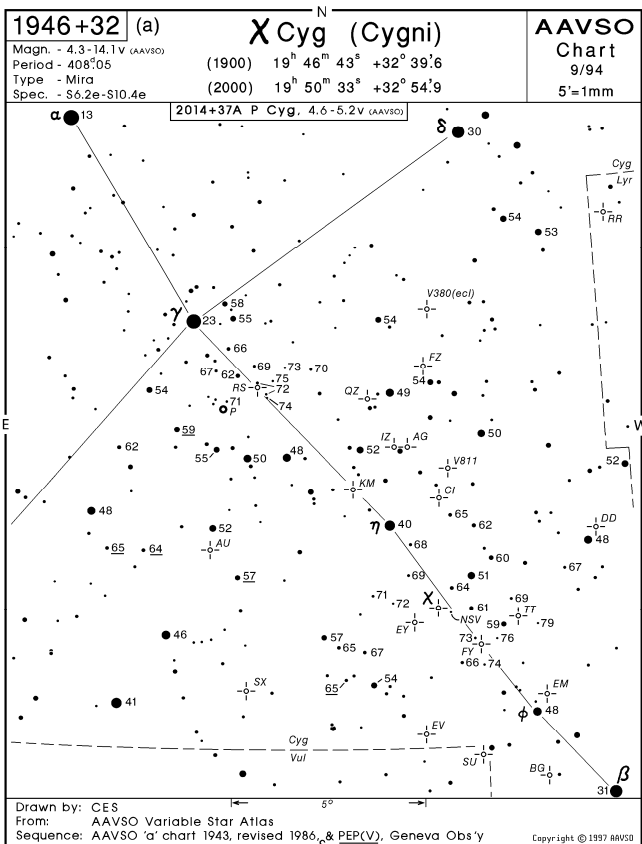 N
1946+32 (a) χ Cyg (Cygni) AAVSO
Magn. - 4.3-14.1v (AAVSO) Chart
Period - 408ᵈ.05 (1900) 19ʰ 46ᵐ 43ˢ +32° 39'.6 9/94
Type - Mira (2000) 19ʰ 50ᵐ 33ˢ +32° 54'.9 5'=1mm
Spec. - S6.2e-S10.4e
2014+37A P Cyg, 4.6-5.2v (AAVSO)
α 13 δ 30
Cyg
Lyr
RR
54
53
V380(ecl)
58
γ 23 55 54
66
FZ
67 62 69 73 70
75
RS 72
74
54
QZ 49
54
71
P
E
W
59
50
62
55 50 48 52 IZ AG
V811
52
KM CI
48 65
52 η 40 62 DD
48
65 64 AU 68 60
67
57 69 51
64
71 72 χ 69
61 TT
NSV 59 79
EY
46 57 73 76
FY
65 67 66 74
SX 65 54 EM
41 φ 48
EV
Cyg
Vul SU
BG
β
31
Drawn by: CES 5°
From: AAVSO Variable Star Atlas
Sequence: AAVSO 'a' chart 1943, revised 1986, & PEP(V), Geneva Obs'y
Copyright © 1997 AAVSO